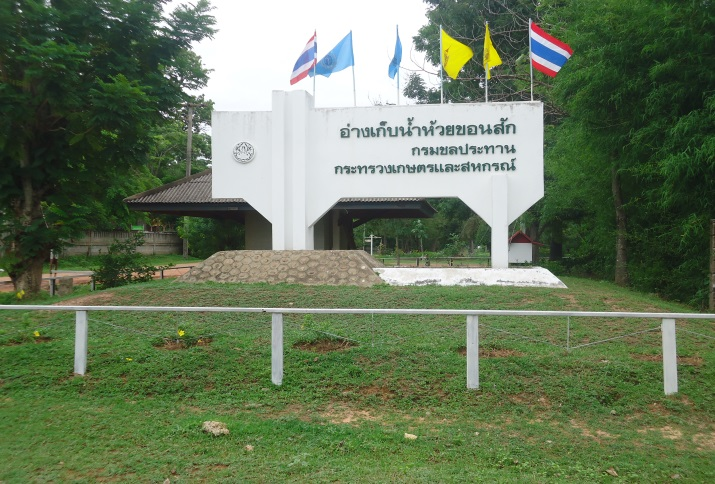 อ่างเก็บน้ำห้วยขอนสัก
กรมชลประทาน
กระทรวงเกษตรและสหกรณ์